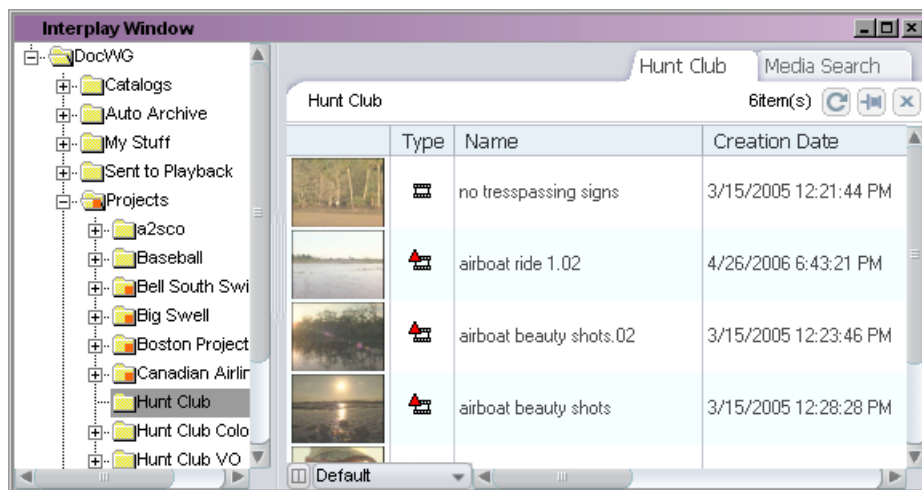 Interplay Window
DocWG
Catalogs
Auto Archive
My Stuff
Sent to Playback
Projects
a2sco
Baseball
Bell South Swi
Big Swell
Boston Project
Canadian Airlin
Hunt Club
Hunt Club Colo
Hunt Club VO
Hunt Club
Media Search
Hunt Club
6item(s)
Type Name Creation Date
no tresspassing signs 3/15/2005 12:21:44 PM
airboat ride 1.02 4/26/2006 6:43:21 PM
airboat beauty shots.02 3/15/2005 12:23:46 PM
airboat beauty shots 3/15/2005 12:28:28 PM
Default